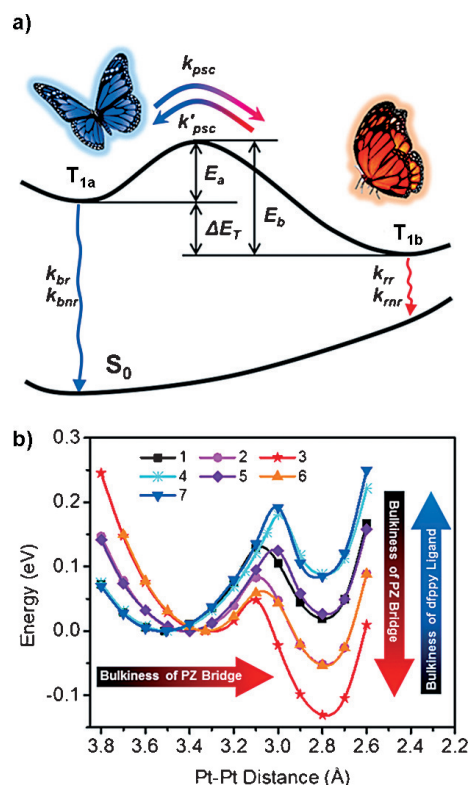 a)
k_psc
k'_psc
T_1a
E_a
E_b
ΔE_T
T_1b
k_br
k_bnr
k_rr
k_rnr
S_0
b)
0.3
0.2
0.1
0.0
-0.1
Energy (eV)
1 2 3
4 5 6
7
Bulkiness of PZ Bridge
Bulkiness of PZ Bridge
Bulkiness of dfppy Ligand
3.8 3.6 3.4 3.2 3.0 2.8 2.6 2.4 2.2
Pt-Pt Distance (Å)